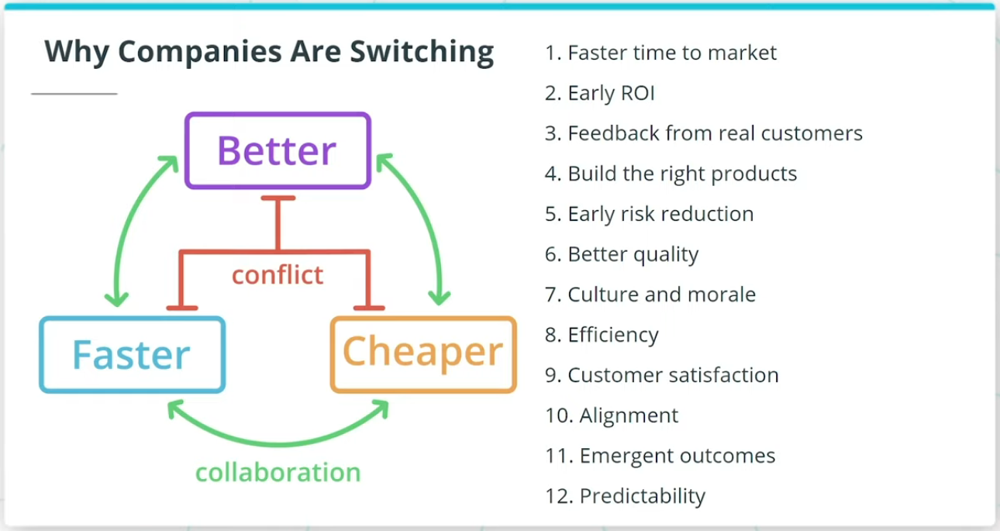 Why Companies Are Switching
Better
conflict
Faster
Cheaper
collaboration
1. Faster time to market
2. Early ROI
3. Feedback from real customers
4. Build the right products
5. Early risk reduction
6. Better quality
7. Culture and morale
8. Efficiency
9. Customer satisfaction
10. Alignment
11. Emergent outcomes
12. Predictability